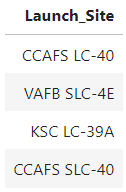 Launch_Site
CCAFS LC-40
VAFB SLC-4E
KSC LC-39A
CCAFS SLC-40